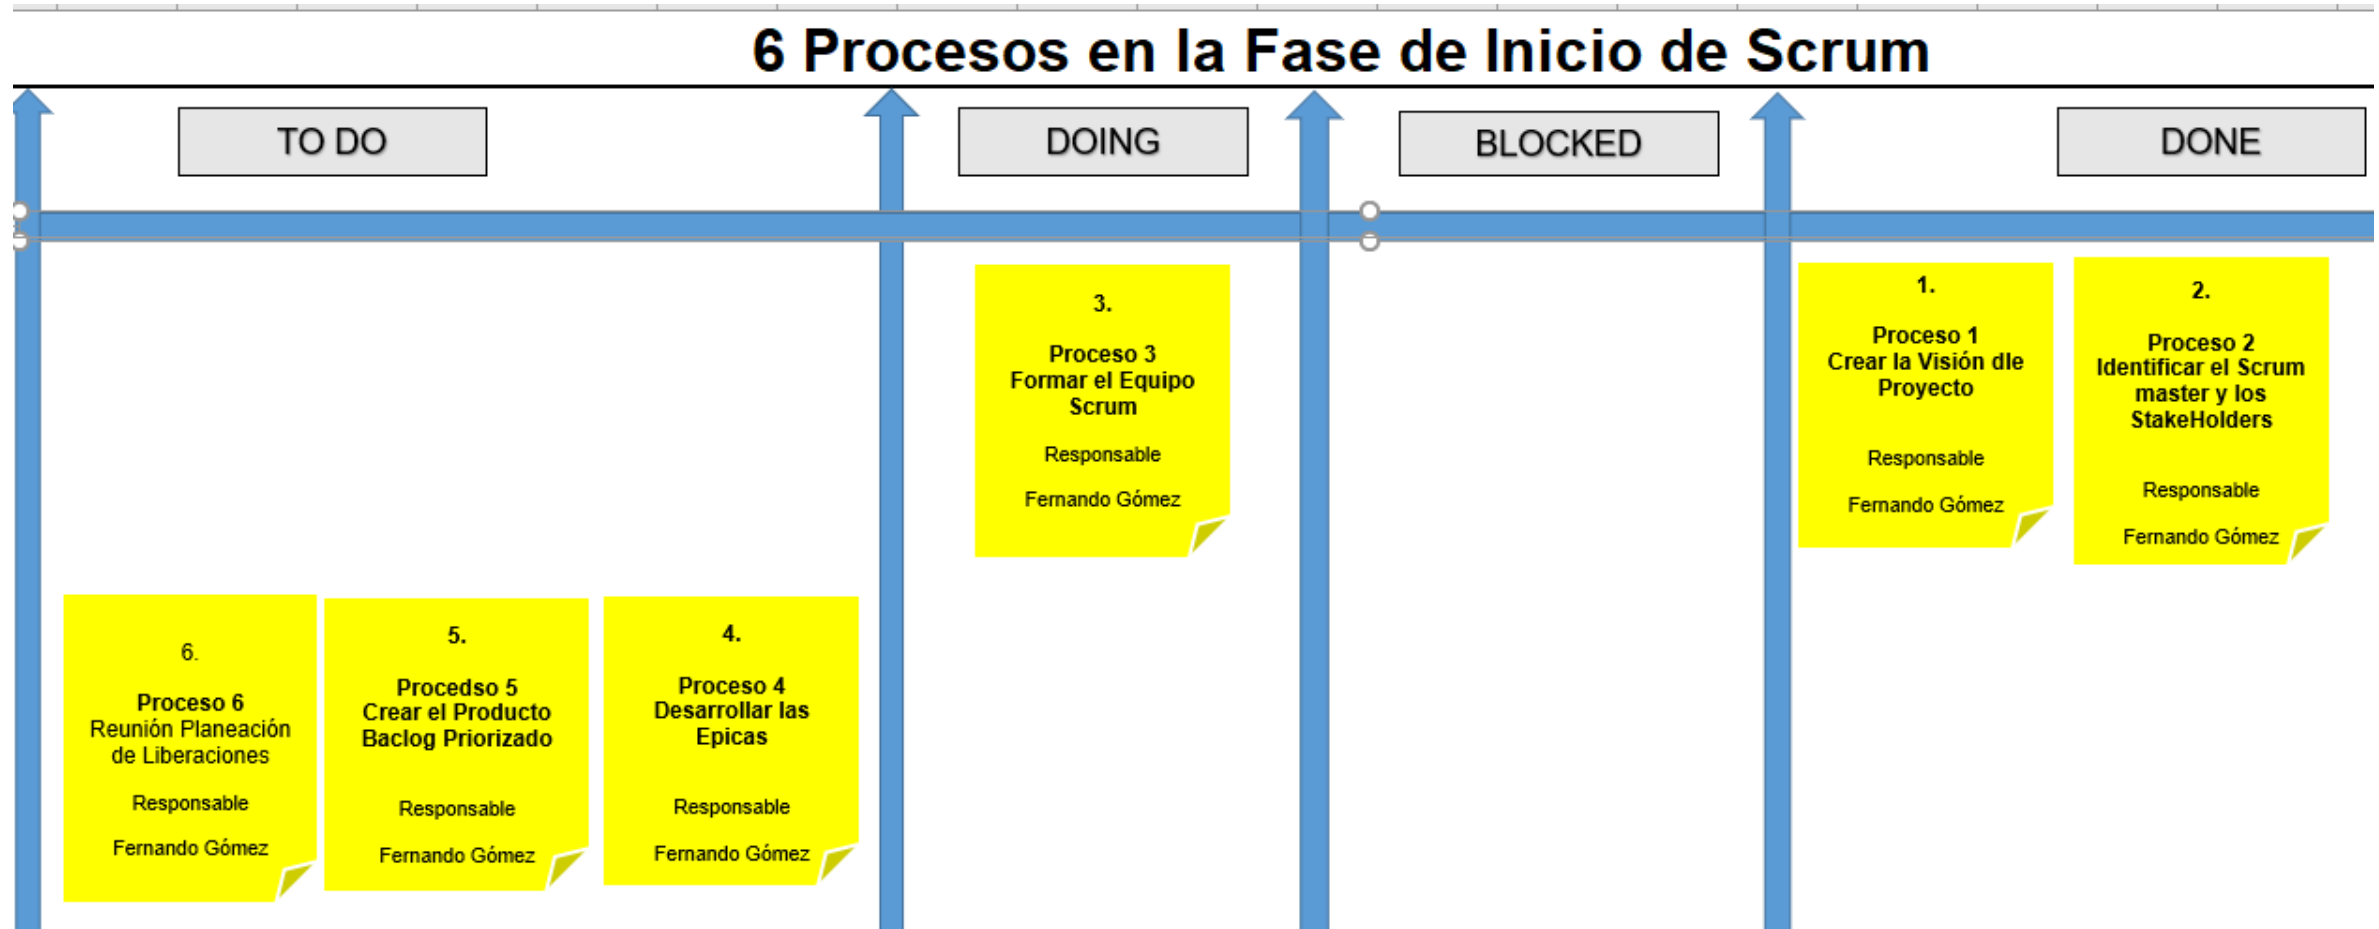 6 Procesos en la Fase de Inicio de Scrum
TO DO
DOING
BLOCKED
DONE
6.
Proceso 6
Reunión Planeación
de Liberaciones
Responsable
Fernando Gómez
5.
Procedso 5
Crear el Producto
Baclog Priorizado
Responsable
Fernando Gómez
4.
Proceso 4
Desarrollar las
Epicas
Responsable
Fernando Gómez
3.
Proceso 3
Formar el Equipo
Scrum
Responsable
Fernando Gómez
1.
Proceso 1
Crear la Visión dle
Proyecto
Responsable
Fernando Gómez
2.
Proceso 2
Identificar el Scrum
master y los
StakeHolders
Responsable
Fernando Gómez